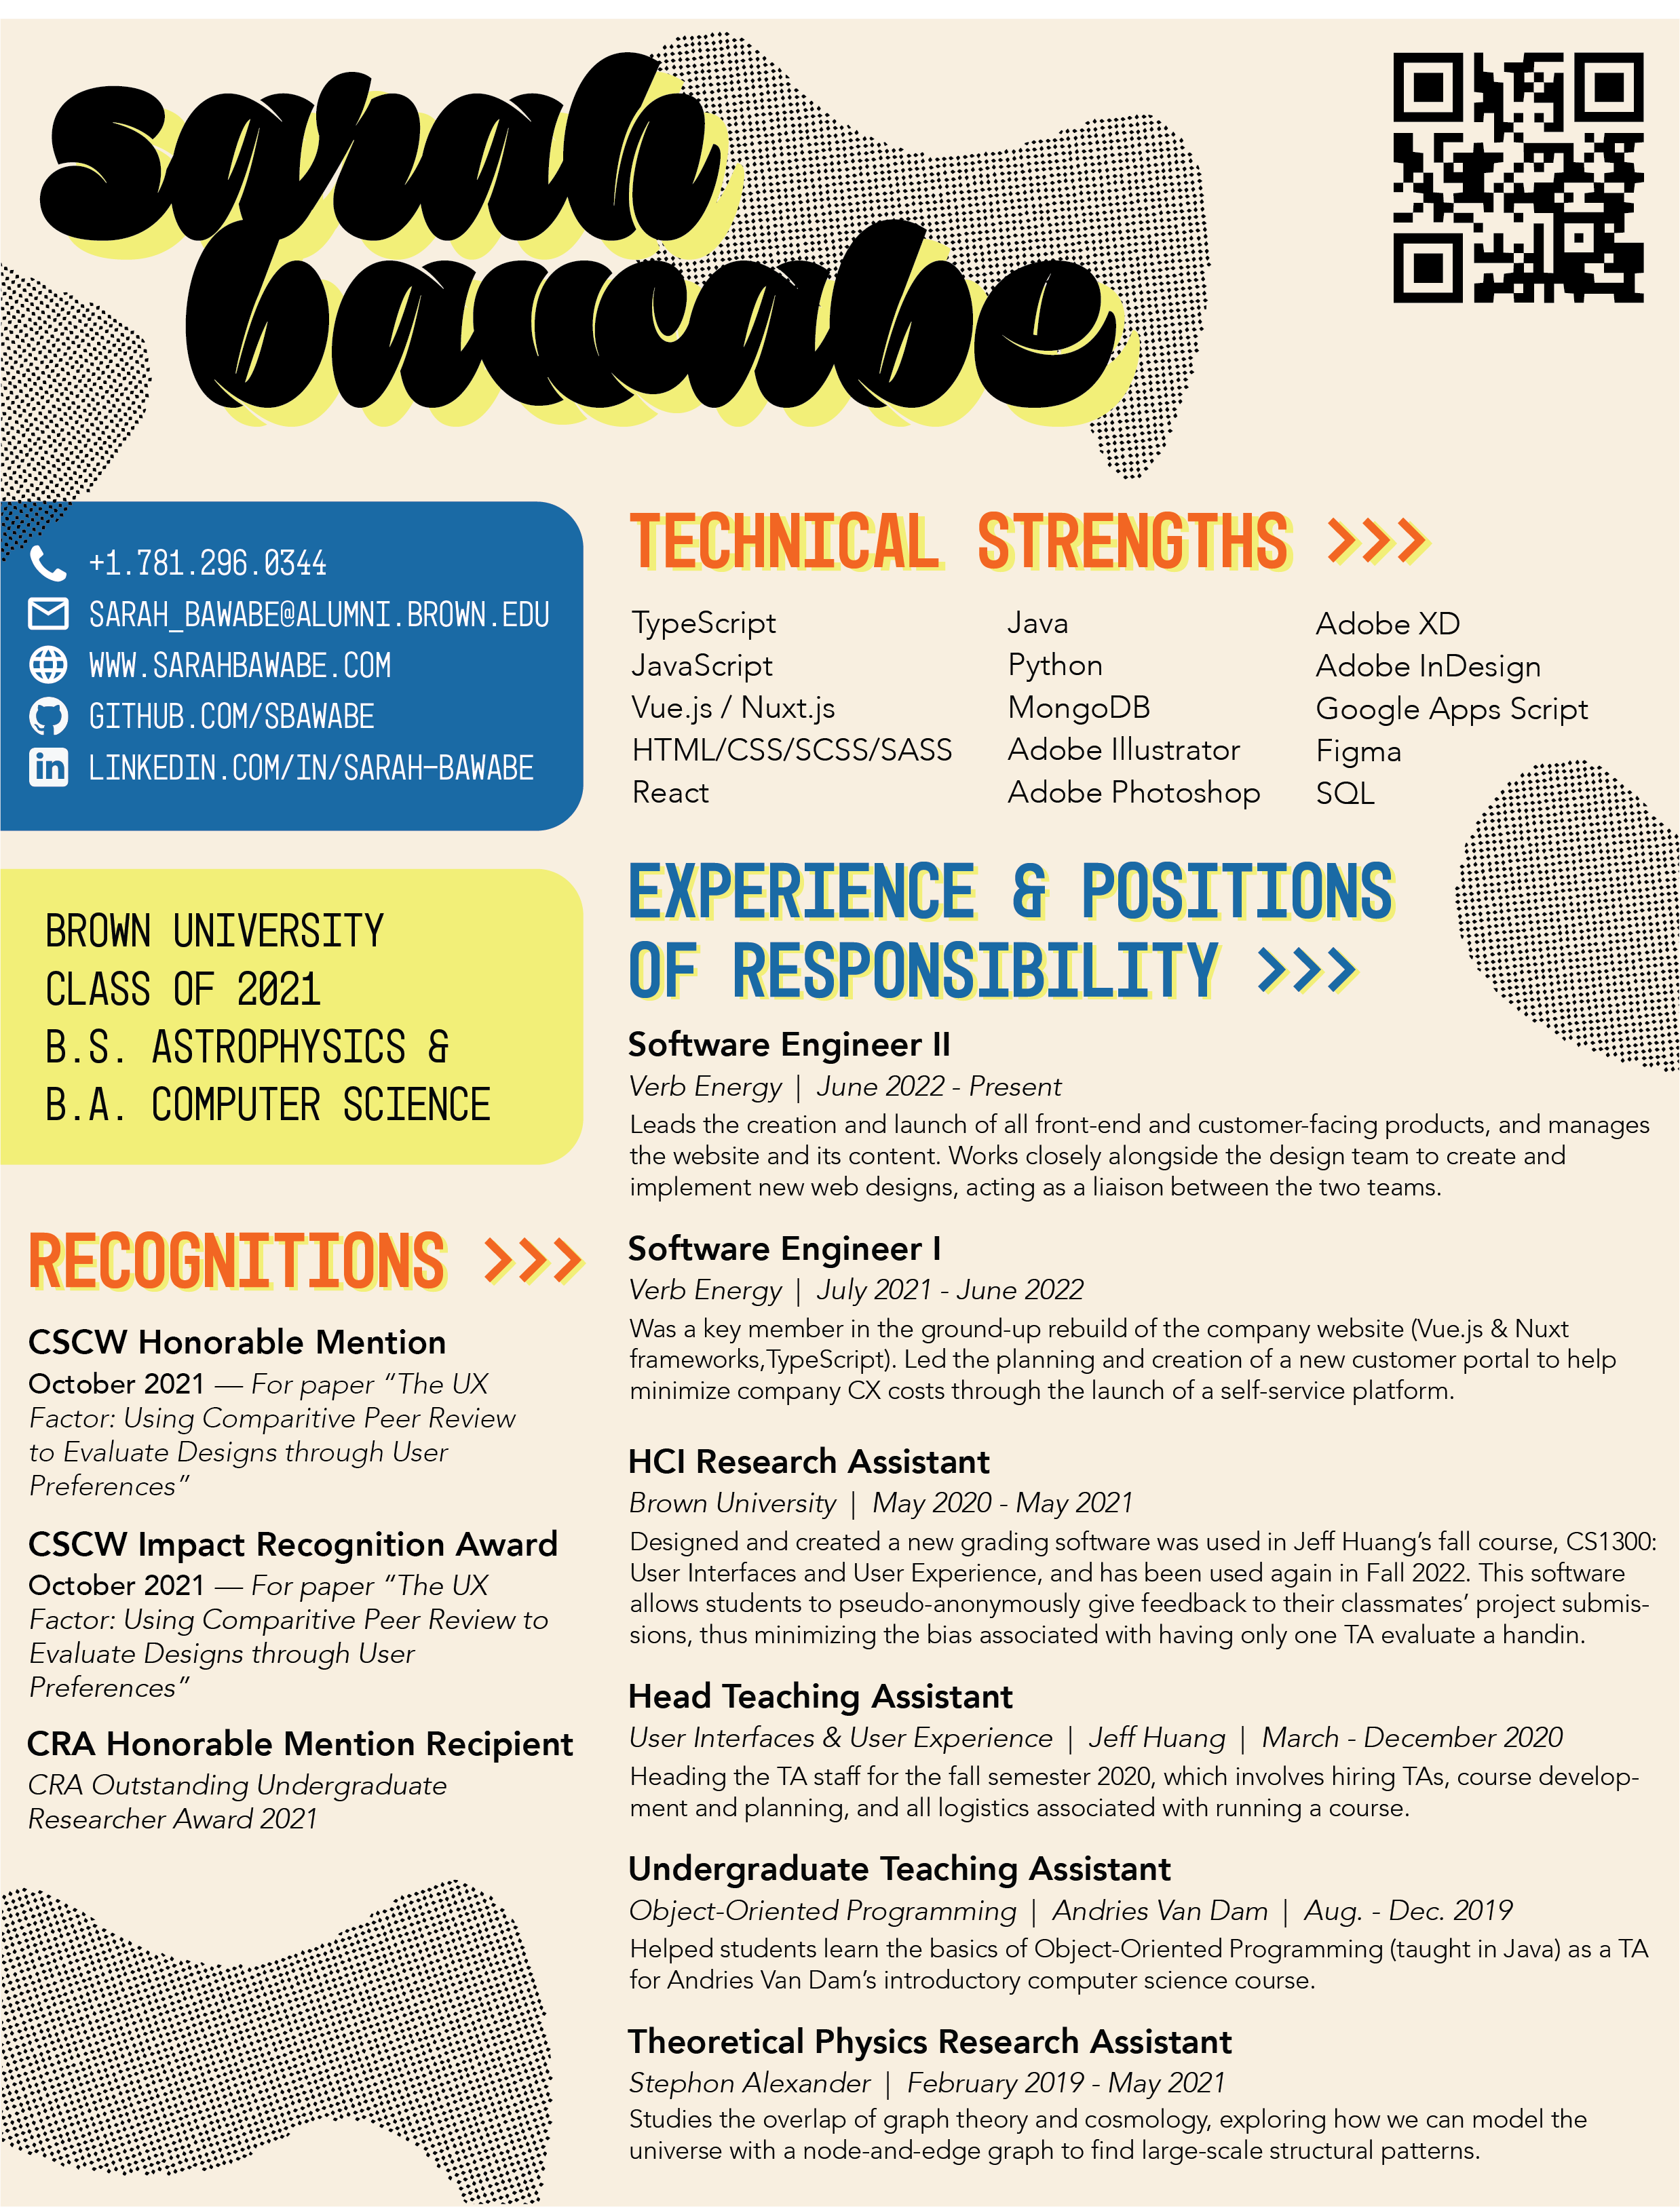 sarah
bawabe
+1.781.296.0344
SARAH_BAWABE@ALUMNI.BROWN.EDU
WWW.SARAHBAWABE.COM
GITHUB.COM/SBAWABE
LINKEDIN.COM/IN/SARAH-BAWABE
BROWN UNIVERSITY
CLASS OF 2021
B.S. ASTROPHYSICS &
B.A. COMPUTER SCIENCE
RECOGNITIONS >>>
CSCW Honorable Mention
October 2021 — For paper “The UX
Factor: Using Comparitive Peer Review
to Evaluate Designs through User
Preferences”
CSCW Impact Recognition Award
October 2021 — For paper “The UX
Factor: Using Comparitive Peer Review to
Evaluate Designs through User
Preferences”
CRA Honorable Mention Recipient
CRA Outstanding Undergraduate
Researcher Award 2021
TECHNICAL STRENGTHS >>>
TypeScript
JavaScript
Vue.js / Nuxt.js
HTML/CSS/SCSS/SASS
React
Java
Python
MongoDB
Adobe Illustrator
Adobe Photoshop
Adobe XD
Adobe InDesign
Google Apps Script
Figma
SQL
EXPERIENCE & POSITIONS
OF RESPONSIBILITY >>>
Software Engineer II
Verb Energy | June 2022 - Present
Leads the creation and launch of all front-end and customer-facing products, and manages
the website and its content. Works closely alongside the design team to create and
implement new web designs, acting as a liaison between the two teams.
Software Engineer I
Verb Energy | July 2021 - June 2022
Was a key member in the ground-up rebuild of the company website (Vue.js & Nuxt
frameworks,TypeScript). Led the planning and creation of a new customer portal to help
minimize company CX costs through the launch of a self-service platform.
HCI Research Assistant
Brown University | May 2020 - May 2021
Designed and created a new grading software was used in Jeff Huang’s fall course, CS1300:
User Interfaces and User Experience, and has been used again in Fall 2022. This software
allows students to pseudo-anonymously give feedback to their classmates’ project submis-
sions, thus minimizing the bias associated with having only one TA evaluate a handin.
Head Teaching Assistant
User Interfaces & User Experience | Jeff Huang | March - December 2020
Heading the TA staff for the fall semester 2020, which involves hiring TAs, course develop-
ment and planning, and all logistics associated with running a course.
Undergraduate Teaching Assistant
Object-Oriented Programming | Andries Van Dam | Aug. - Dec. 2019
Helped students learn the basics of Object-Oriented Programming (taught in Java) as a TA
for Andries Van Dam’s introductory computer science course.
Theoretical Physics Research Assistant
Stephon Alexander | February 2019 - May 2021
Studies the overlap of graph theory and cosmology, exploring how we can model the
universe with a node-and-edge graph to find large-scale structural patterns.